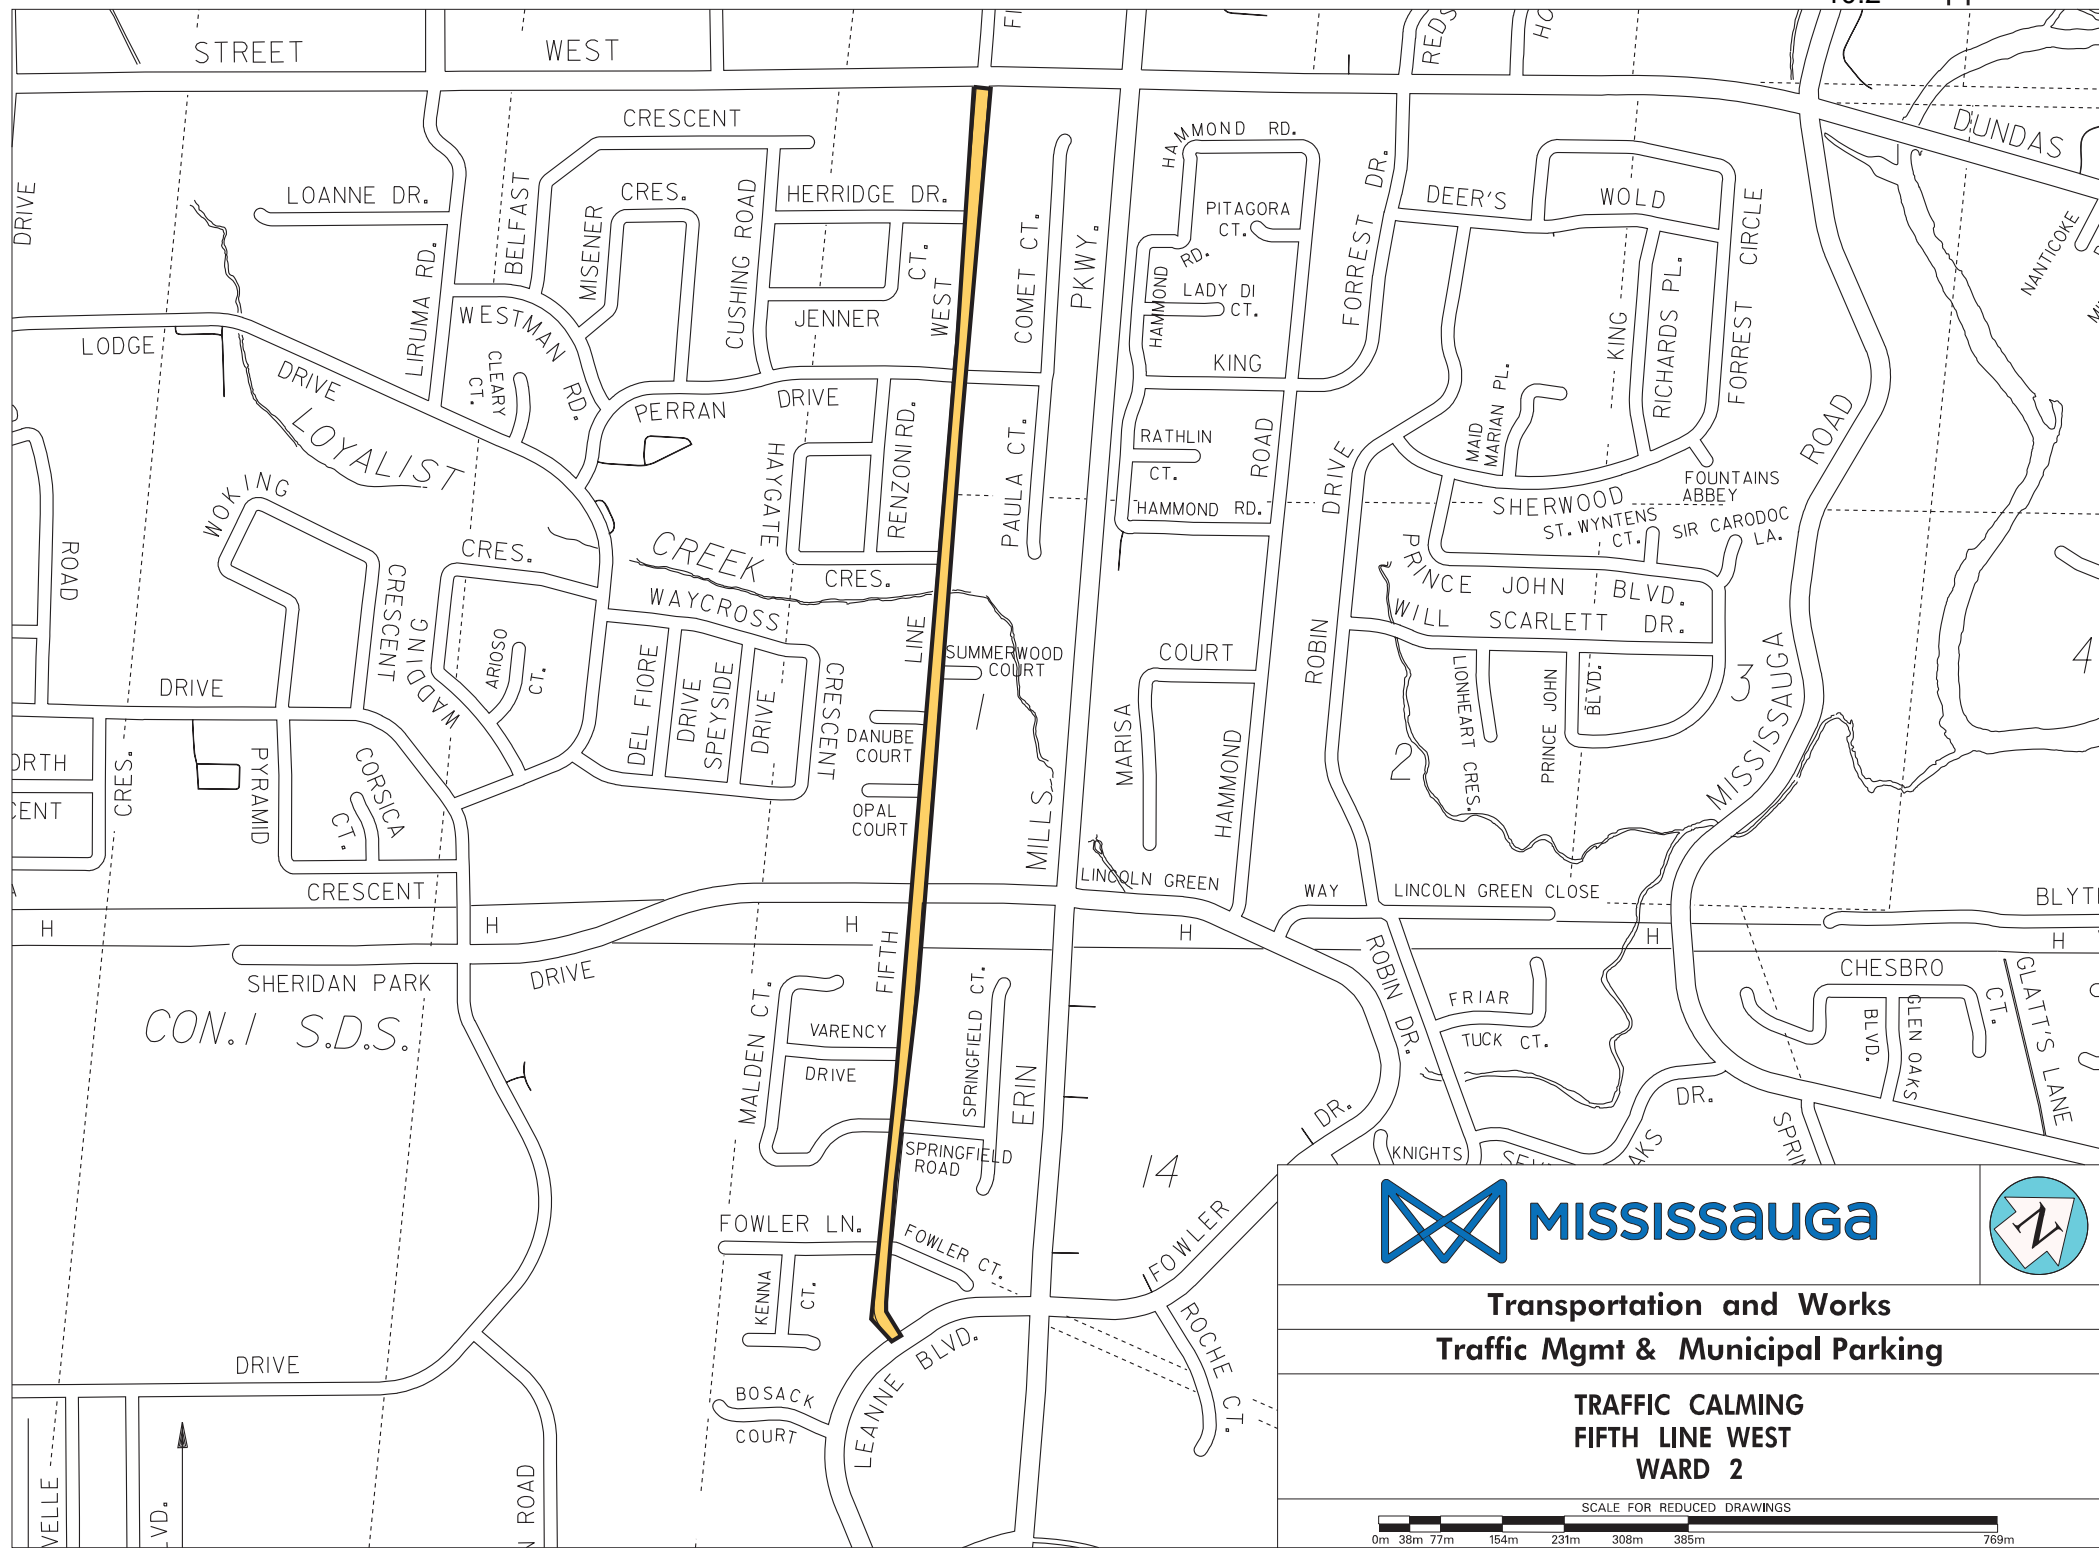 STREET
WEST
DUNDAS
CRESCENT
HAMMOND RD.
LOANNE DR.
BELFAST
MISENER
CRES.
CUSHING ROAD
HERRIDGE DR.
CT.
WEST
COMET CT.
PKWY.
PITAGORA
CT.
HAMMOND
RD.
LADY DI
CT.
FORREST DR.
DEER'S
WOLD
CIRCLE
FORREST
KING
RICHARDS PL.
NANTICOKE
DRIVE
LIRUMA RD.
WESTMAN RD.
JENNER
LODGE
DRIVE
CLEARY
CT.
PERRAN
DRIVE
KING
LOYALIST
HAYGATE
RENZONI RD.
PAULA CT.
RATHLIN
CT.
ROAD
HAMMOND RD.
DRIVE
MAID
MARIAN PL.
ROAD
SHERWOOD
FOUNTAINS
ABBEY
ST. WYNTENS
CT.
SIR CARODOC
LA.
WOKING
CRESCENT
ROAD
CRES.
CREEK
CRES.
WAYCROSS
PRINCE JOHN BLVD.
WILL SCARLETT DR.
WADDING
ARIOSO
CT.
DEL FIORE
DRIVE
SPEYSIDE
DRIVE
CRESCENT
LINE
SUMMERWOOD
COURT
1
COURT
MARISA
HAMMOND
ROBIN
LIONHEART CRES.
PRINCE JOHN
BLVD.
3
MISSISSAUGA
4
2
DRIVE
DANUBE
COURT
OPAL
COURT
CRES.
PYRAMID
CORSICA
CT.
CRESCENT
MILLS
LINCOLN GREEN
WAY
LINCOLN GREEN CLOSE
H
H
H
H
H
H
SHERIDAN PARK
DRIVE
CON.1 S.D.S.
FIFTH
MALDEN CT.
VARENCY
DRIVE
SPRINGFIELD CT.
ERIN
SPRINGFIELD
ROAD
ROBIN DR.
FRIAR
TUCK CT.
CHESBRO
CT.
BLVD.
GLEN OAKS
GLATT'S LANE
DR.
DR.
KNIGHTS
14
FOWLER
FOWLER LN.
FOWLER CT.
KENNA
CT.
ROCHE CT.
DRIVE
LEANNE BLVD.
BOSACK
COURT
ROAD
MISSISSAUGA
N
Transportation and Works
Traffic Mgmt & Municipal Parking
TRAFFIC CALMING
FIFTH LINE WEST
WARD 2
SCALE FOR REDUCED DRAWINGS
0m 38m 77m 154m 231m 308m 385m 769m